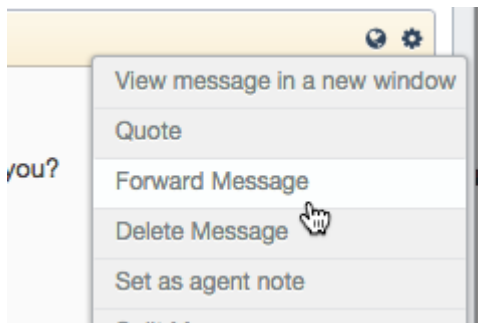 View message in a new window
Quote
you?
Forward Message
Delete Message
Set as agent note